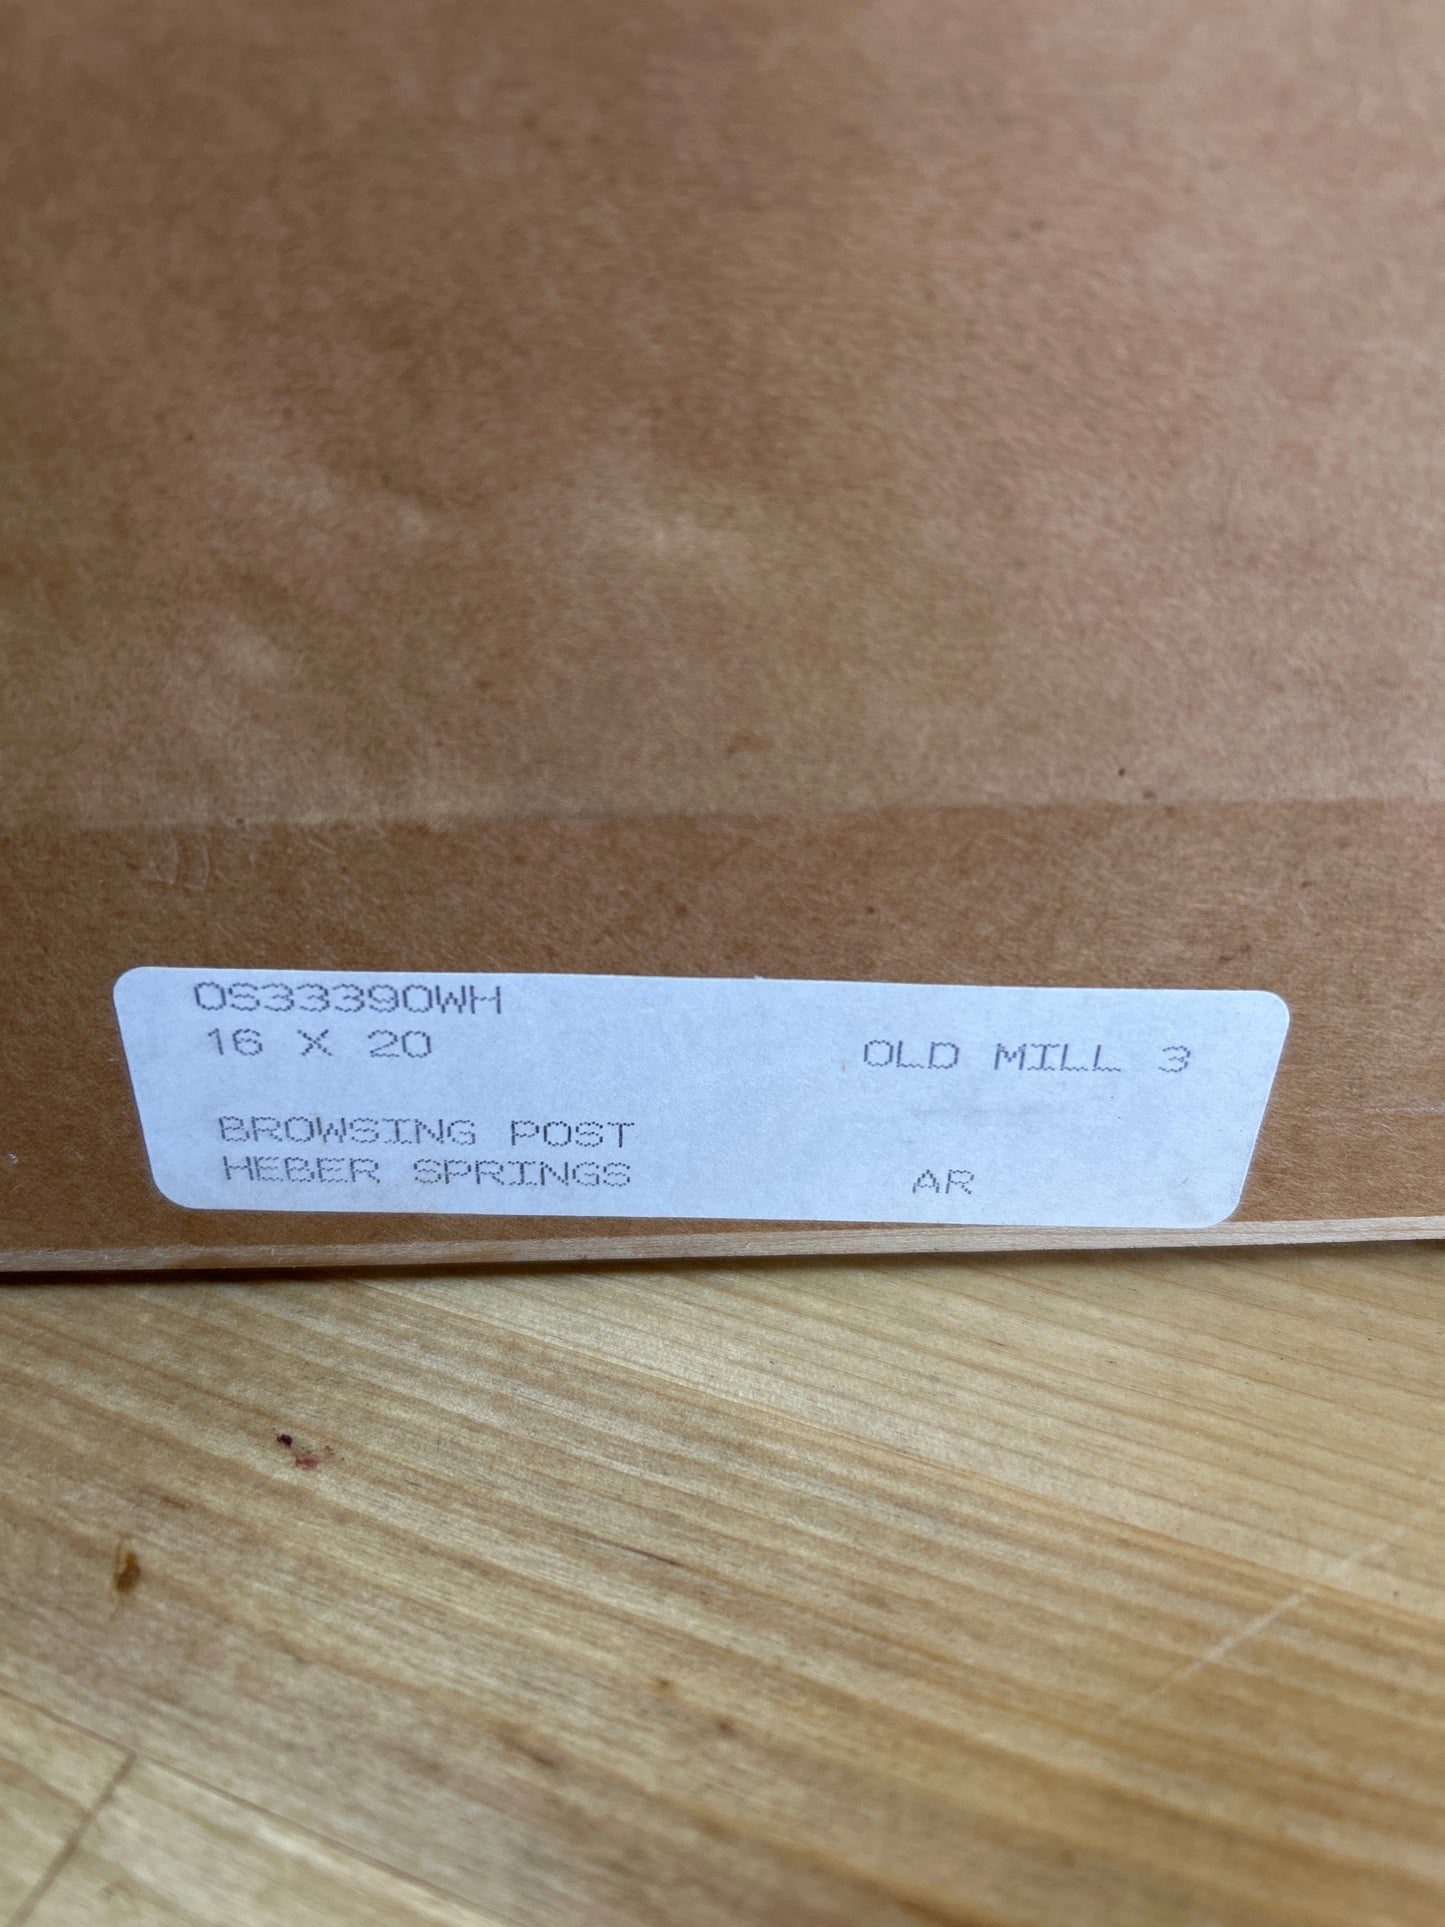 OS33390WH
16 X 20
OLD MILL 3
BROWSING POST
HEBER SPRINGS AR